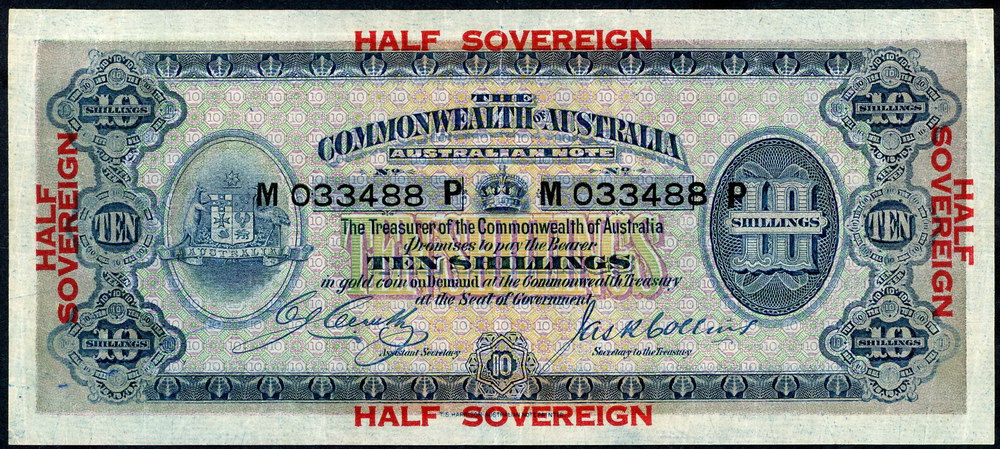 HALF SOVEREIGN
10 SHILLINGS
10 SHILLINGS
THE
COMMONWEALTH OF AUSTRALIA
AUSTRALIAN NOTE
No No
M 033488 P M 033488 P
HALF SOVEREIGN
TEN
AUSTRALIA
10 SHILLINGS
TEN
HALF SOVEREIGN
The Treasurer of the Commonwealth of Australia
Promises to pay the Bearer
TEN SHILLINGS
in gold coin on Demand at the Commonwealth Treasury
at the Seat of Government
Jas R Collins
Assistant Secretary
Secretary to the Treasury
10 SHILLINGS
10
10 SHILLINGS
HALF SOVEREIGN